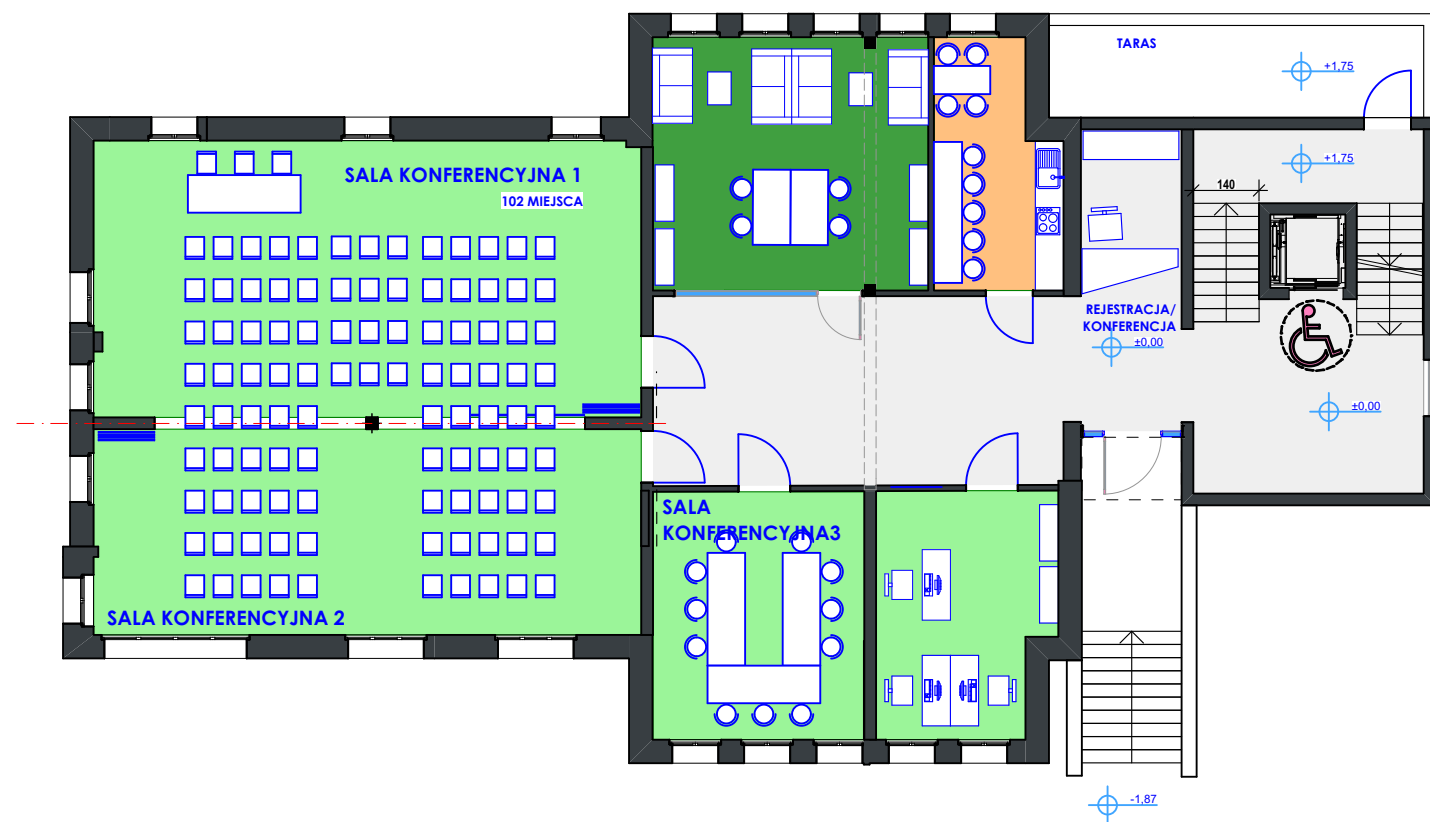 TARAS
+1,75
+1,75
SALA KONFERENCYJNA 1
102 MIEJSCA
140
REJESTRACJA/
KONFERENCJA
±0,00
±0,00
SALA
KONFERENCYJNA3
SALA KONFERENCYJNA 2
-1,87